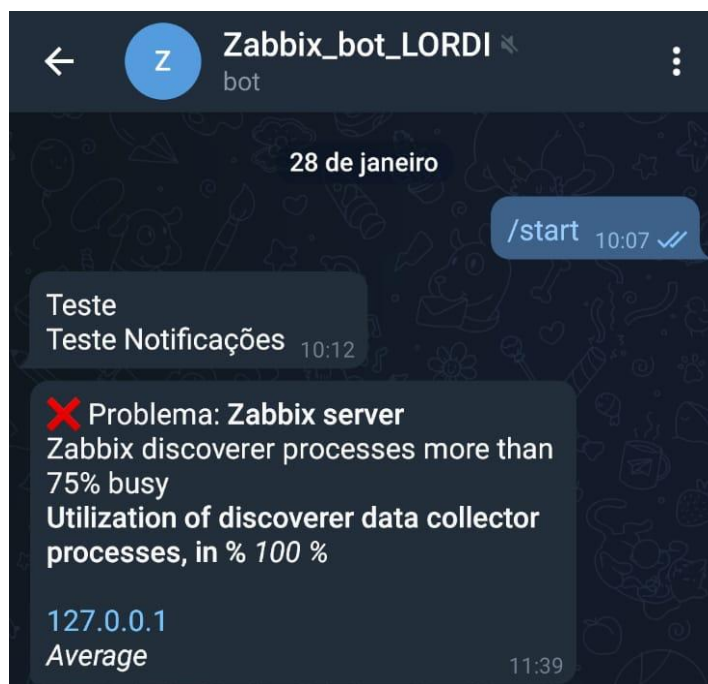 Z
Zabbix_bot_LORDI
bot
28 de janeiro
/start 10:07
Teste
Teste Notificações 10:12
❌ Problema: Zabbix server
Zabbix discoverer processes more than
75% busy
Utilization of discoverer data collector
processes, in % 100 %
127.0.0.1
Average 11:39